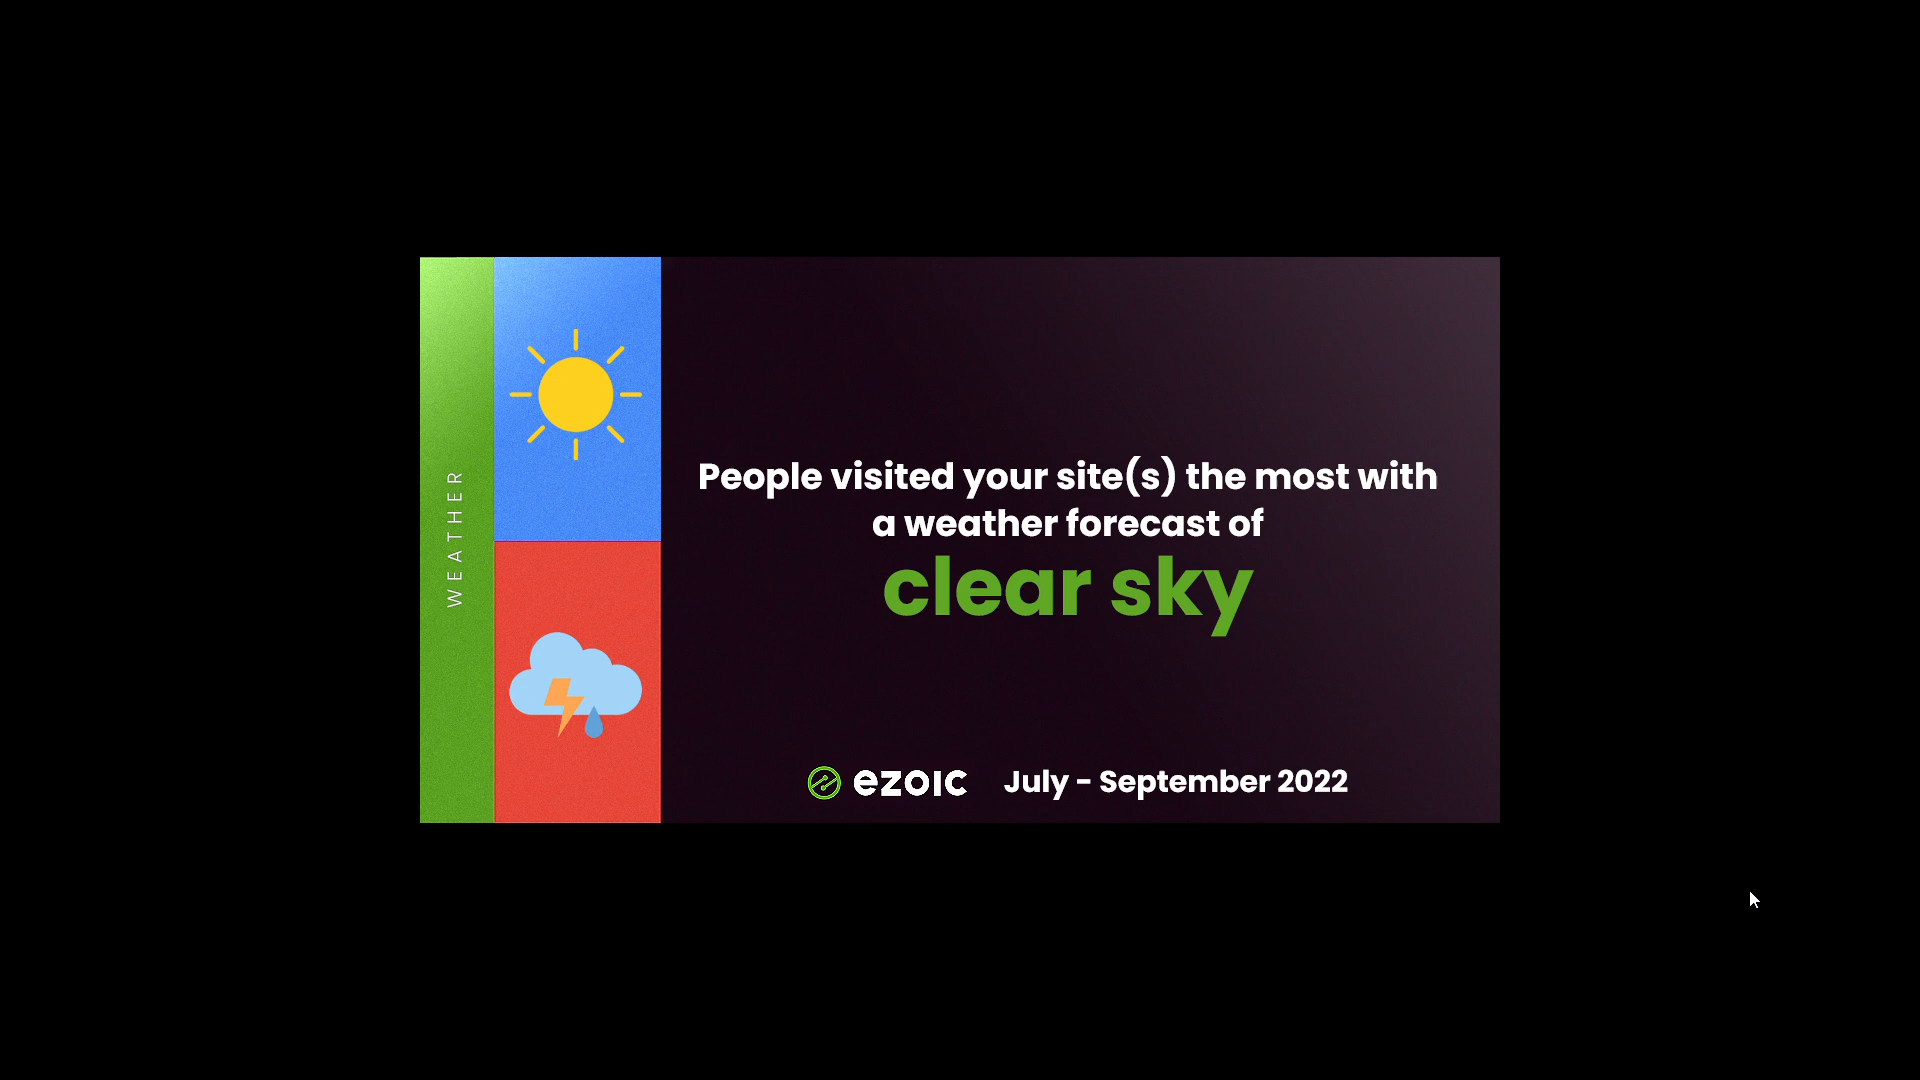 WEATHER
People visited your site(s) the most with
a weather forecast of
clear sky
ezoic
July - September 2022